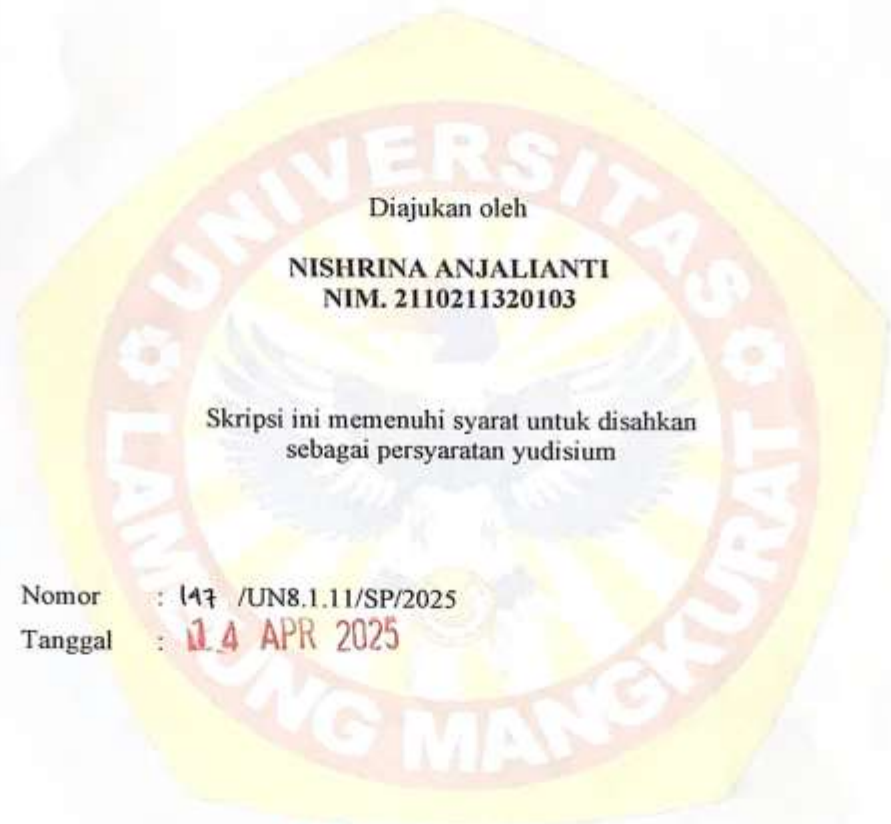 UNIVERSITAS
LAMBUNG MANGKURAT
Diajukan oleh
NISHRINA ANJALIANTI
NIM. 2110211320103
Skripsi ini memenuhi syarat untuk disahkan
sebagai persyaratan yudisium
Nomor : 147 /UN8.1.11/SP/2025
Tanggal : 14 APR 2025